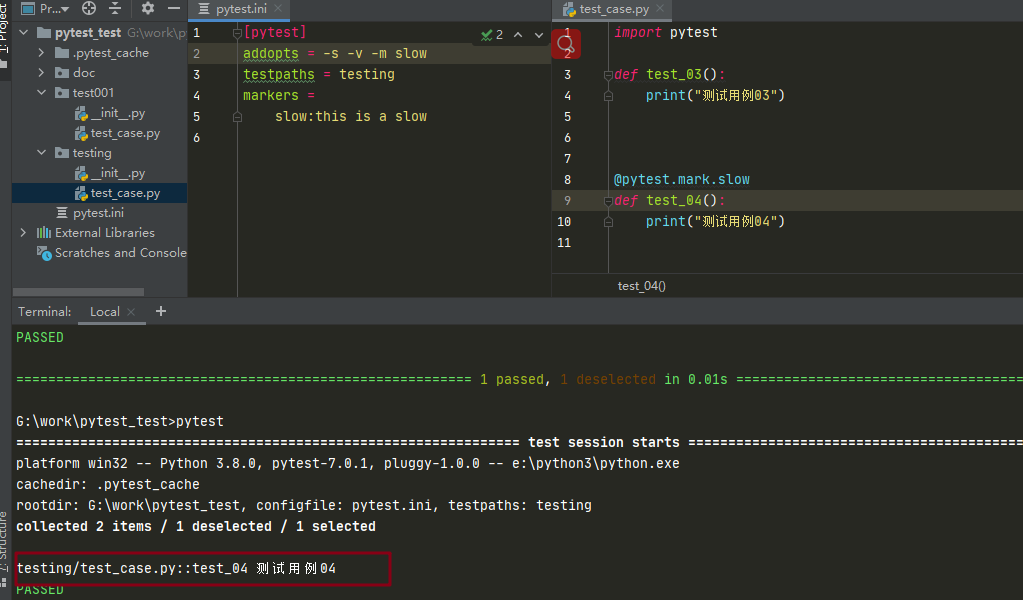 1: Project
Pr...
pytest.ini
test_case.py
pytest_test G:\work\py
.pytest_cache
doc
test001
__init__.py
test_case.py
testing
__init__.py
test_case.py
pytest.ini
External Libraries
Scratches and Console
1 [pytest]
2 addopts = -s -v -m slow
3 testpaths = testing
4 markers =
5 slow:this is a slow
6
2
1 import pytest
2
3 def test_03():
4 print("测试用例03")
5
6
7
8 @pytest.mark.slow
9 def test_04():
10 print("测试用例04")
11
test_04()
Terminal: Local +
PASSED
========================================================= 1 passed, 1 deselected in 0.01s ====================================
G:\work\pytest_test>pytest
=============================================================== test session starts ==========================================
platform win32 -- Python 3.8.0, pytest-7.0.1, pluggy-1.0.0 -- e:\python3\python.exe
cachedir: .pytest_cache
rootdir: G:\work\pytest_test, configfile: pytest.ini, testpaths: testing
collected 2 items / 1 deselected / 1 selected
testing/test_case.py::test_04 测试用例04
PASSED
7: Structure